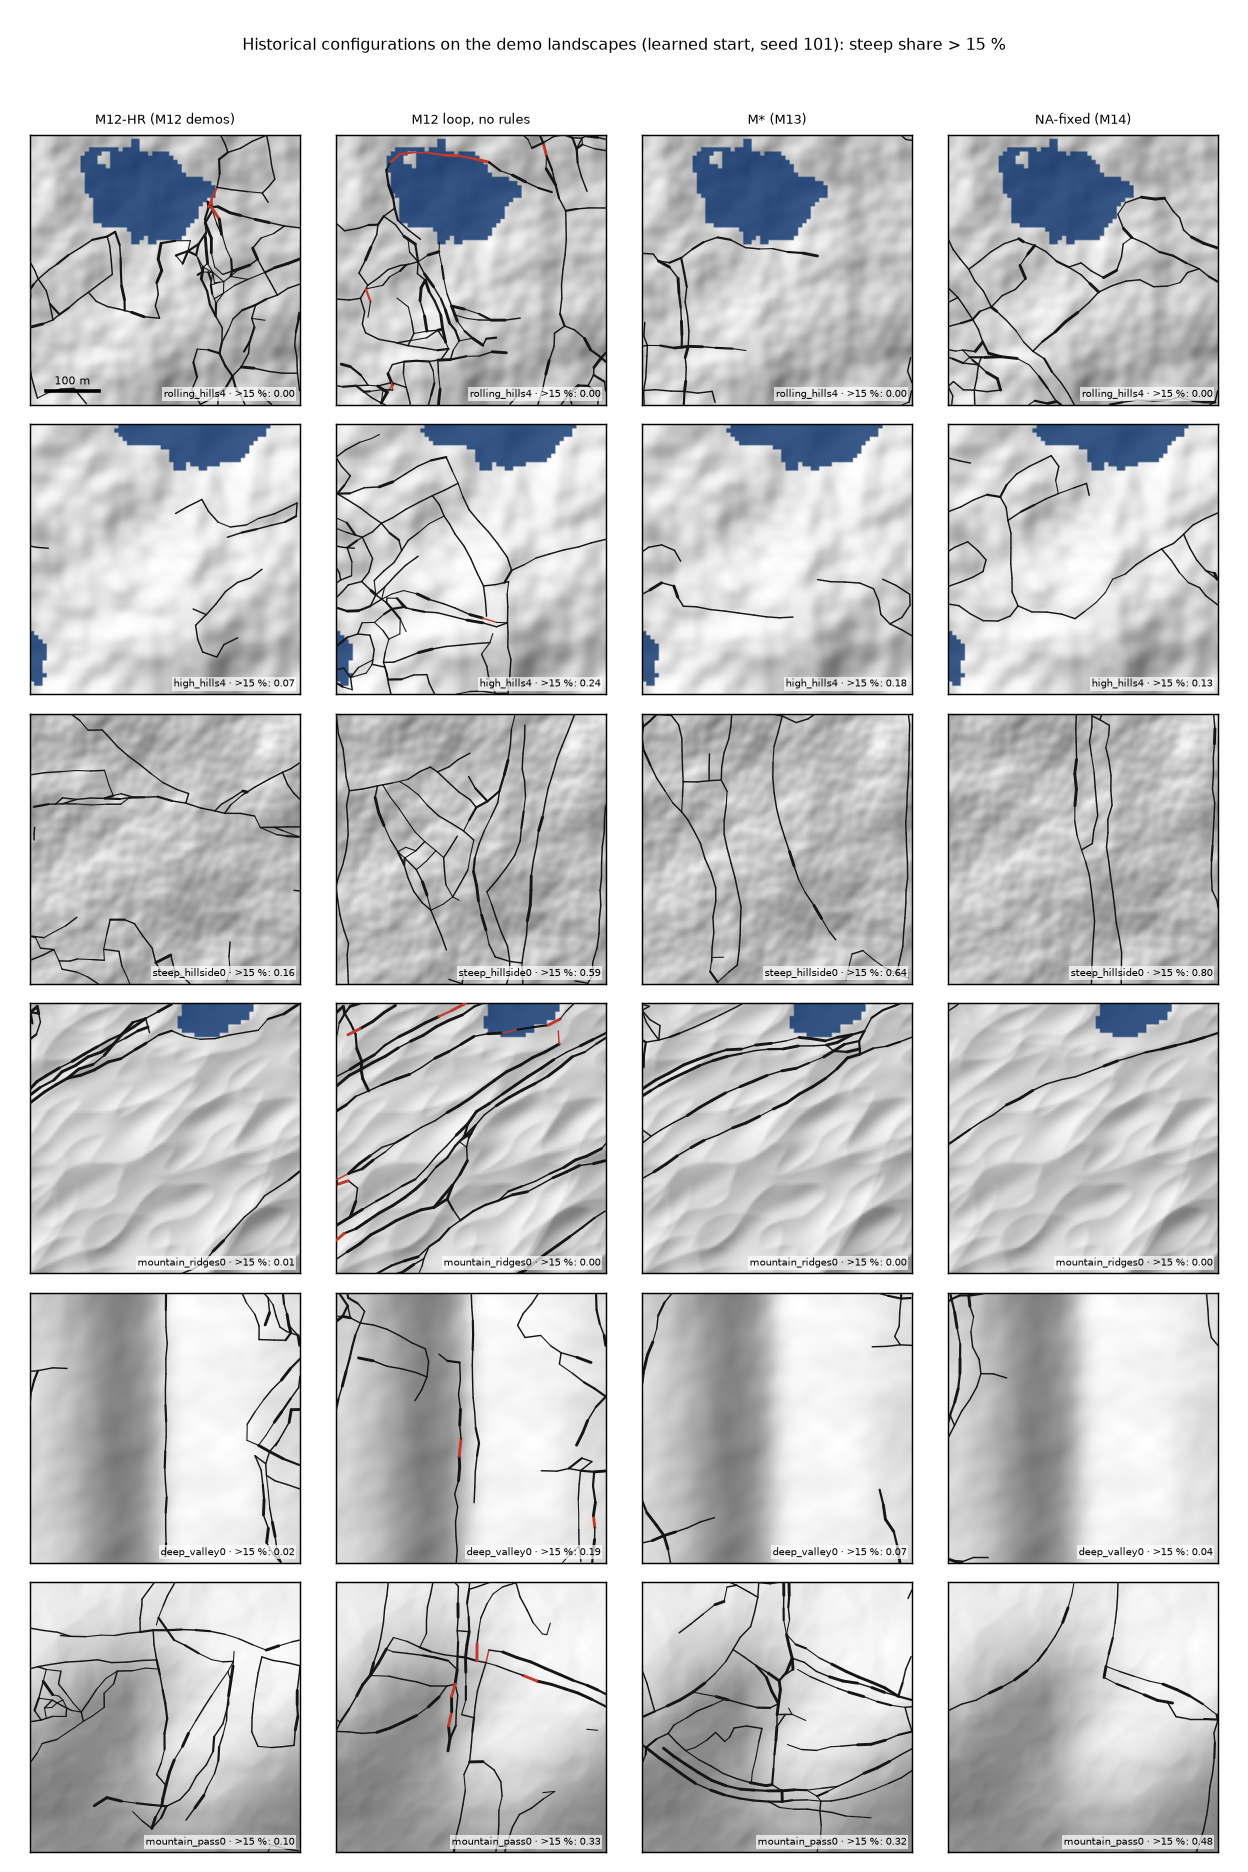 Historical configurations on the demo landscapes (learned start, seed 101): steep share > 15 %
M12-HR (M12 demos)
M12 loop, no rules
M* (M13)
NA-fixed (M14)
100 m
rolling_hills4 · >15 %: 0.00
rolling_hills4 · >15 %: 0.00
rolling_hills4 · >15 %: 0.00
rolling_hills4 · >15 %: 0.00
high_hills4 · >15 %: 0.07
high_hills4 · >15 %: 0.24
high_hills4 · >15 %: 0.18
high_hills4 · >15 %: 0.13
steep_hillside0 · >15 %: 0.16
steep_hillside0 · >15 %: 0.59
steep_hillside0 · >15 %: 0.64
steep_hillside0 · >15 %: 0.80
mountain_ridges0 · >15 %: 0.01
mountain_ridges0 · >15 %: 0.00
mountain_ridges0 · >15 %: 0.00
mountain_ridges0 · >15 %: 0.00
deep_valley0 · >15 %: 0.02
deep_valley0 · >15 %: 0.19
deep_valley0 · >15 %: 0.07
deep_valley0 · >15 %: 0.04
mountain_pass0 · >15 %: 0.10
mountain_pass0 · >15 %: 0.33
mountain_pass0 · >15 %: 0.32
mountain_pass0 · >15 %: 0.48